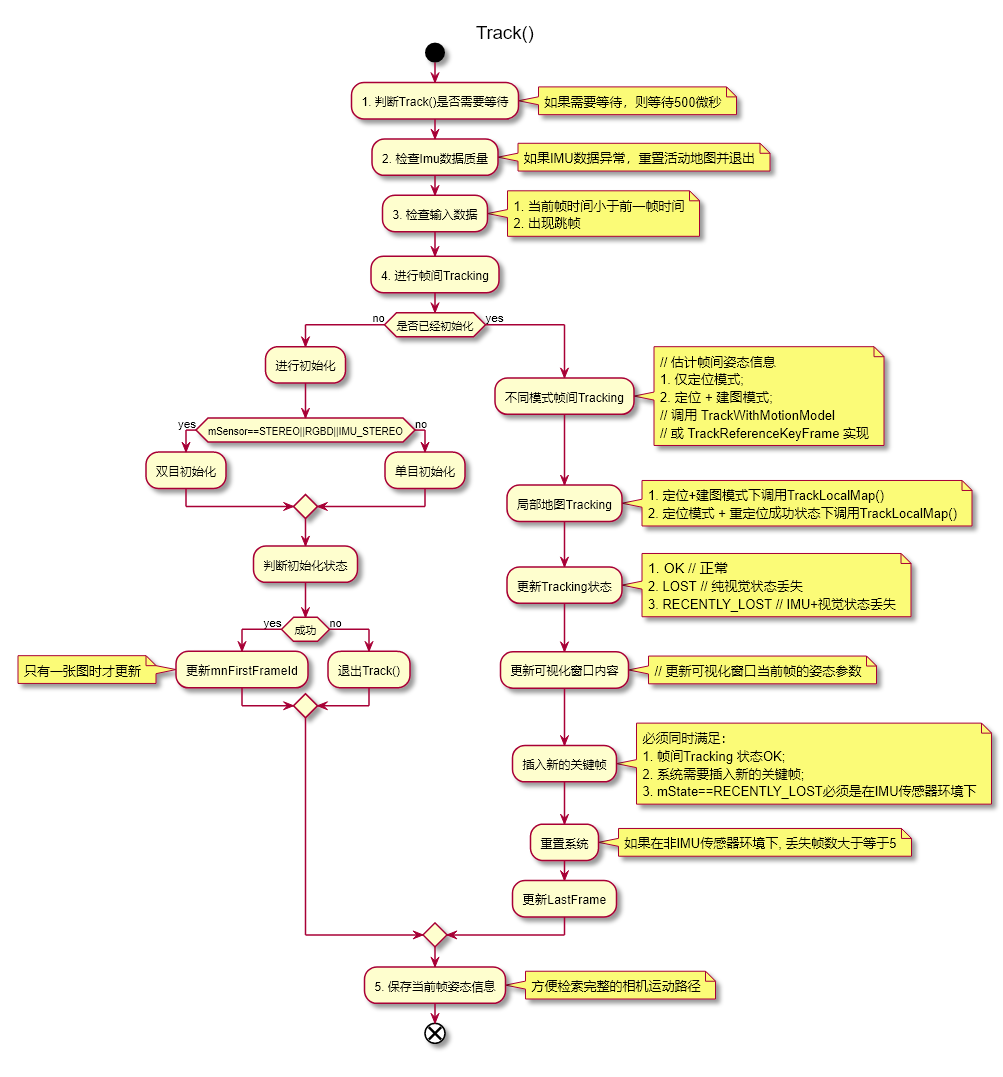 Track()
1. 判断Track()是否需要等待
如果需要等待，则等待500微秒
2. 检查Imu数据质量
如果IMU数据异常，重置活动地图并退出
3. 检查输入数据
1. 当前帧时间小于前一帧时间
2. 出现跳帧
4. 进行帧间Tracking
是否已经初始化
no
yes
进行初始化
mSensor==STEREO||RGBD||IMU_STEREO
yes
no
双目初始化
单目初始化
判断初始化状态
成功
yes
no
只有一张图时才更新
更新mnFirstFrameId
退出Track()
不同模式帧间Tracking
// 估计帧间姿态信息
1. 仅定位模式;
2. 定位 + 建图模式;
// 调用 TrackWithMotionModel
// 或 TrackReferenceKeyFrame 实现
局部地图Tracking
1. 定位+建图模式下调用TrackLocalMap()
2. 定位模式 + 重定位成功状态下调用TrackLocalMap()
更新Tracking状态
1. OK // 正常
2. LOST // 纯视觉状态丢失
3. RECENTLY_LOST // IMU+视觉状态丢失
更新可视化窗口内容
// 更新可视化窗口当前帧的姿态参数
插入新的关键帧
必须同时满足：
1. 帧间Tracking 状态OK;
2. 系统需要插入新的关键帧;
3. mState==RECENTLY_LOST必须是在IMU传感器环境下
重置系统
如果在非IMU传感器环境下, 丢失帧数大于等于5
更新LastFrame
5. 保存当前帧姿态信息
方便检索完整的相机运动路径